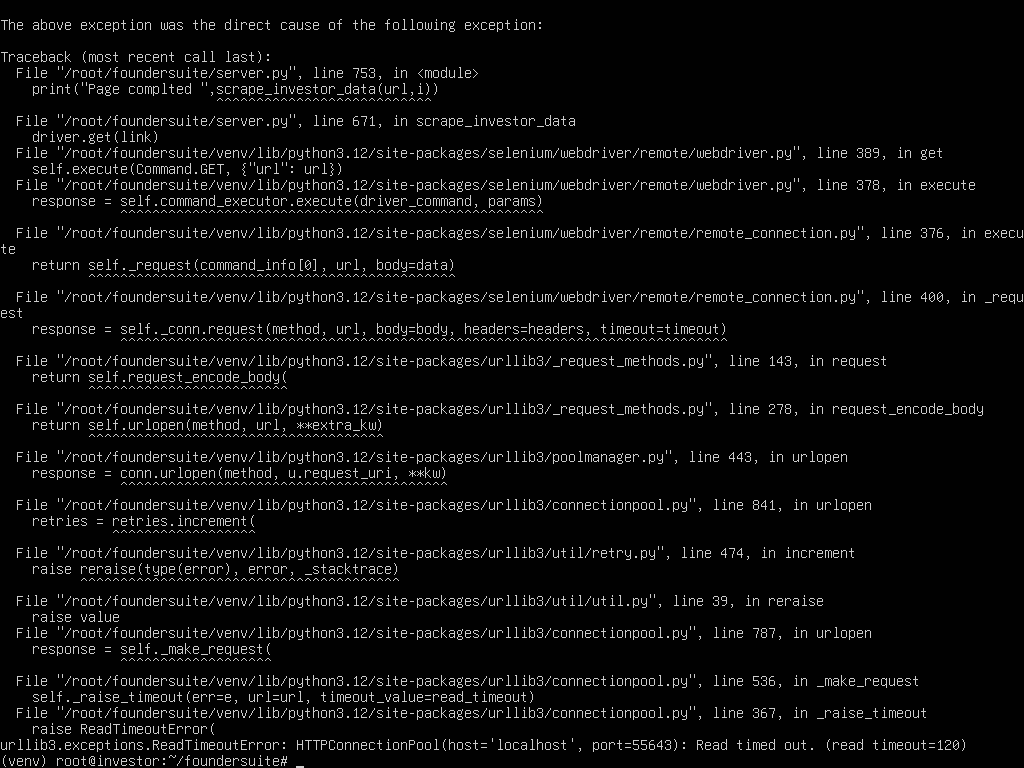 The above exception was the direct cause of the following exception:
Traceback (most recent call last):
  File "/root/foundersuite/server.py", line 753, in <module>
    print("Page complted ",scrape_investor_data(url,i))
                           ^^^^^^^^^^^^^^^^^^^^^^^^^^^
  File "/root/foundersuite/server.py", line 671, in scrape_investor_data
    driver.get(link)
  File "/root/foundersuite/venv/lib/python3.12/site-packages/selenium/webdriver/remote/webdriver.py", line 389, in get
    self.execute(Command.GET, {"url": url})
  File "/root/foundersuite/venv/lib/python3.12/site-packages/selenium/webdriver/remote/webdriver.py", line 378, in execute
    response = self.command_executor.execute(driver_command, params)
               ^^^^^^^^^^^^^^^^^^^^^^^^^^^^^^^^^^^^^^^^^^^^^^^^^^^^^
  File "/root/foundersuite/venv/lib/python3.12/site-packages/selenium/webdriver/remote/remote_connection.py", line 376, in execu
te
    return self._request(command_info[0], url, body=data)
           ^^^^^^^^^^^^^^^^^^^^^^^^^^^^^^^^^^^^^^^^^^^^^^
  File "/root/foundersuite/venv/lib/python3.12/site-packages/selenium/webdriver/remote/remote_connection.py", line 400, in _requ
est
    response = self._conn.request(method, url, body=body, headers=headers, timeout=timeout)
               ^^^^^^^^^^^^^^^^^^^^^^^^^^^^^^^^^^^^^^^^^^^^^^^^^^^^^^^^^^^^^^^^^^^^^^^^^^^^
  File "/root/foundersuite/venv/lib/python3.12/site-packages/urllib3/_request_methods.py", line 143, in request
    return self.request_encode_body(
           ^^^^^^^^^^^^^^^^^^^^^^^^^
  File "/root/foundersuite/venv/lib/python3.12/site-packages/urllib3/_request_methods.py", line 278, in request_encode_body
    return self.urlopen(method, url, **extra_kw)
           ^^^^^^^^^^^^^^^^^^^^^^^^^^^^^^^^^^^^^
  File "/root/foundersuite/venv/lib/python3.12/site-packages/urllib3/poolmanager.py", line 443, in urlopen
    response = conn.urlopen(method, u.request_uri, **kw)
               ^^^^^^^^^^^^^^^^^^^^^^^^^^^^^^^^^^^^^^^^^
  File "/root/foundersuite/venv/lib/python3.12/site-packages/urllib3/connectionpool.py", line 841, in urlopen
    retries = retries.increment(
              ^^^^^^^^^^^^^^^^^^
  File "/root/foundersuite/venv/lib/python3.12/site-packages/urllib3/util/retry.py", line 474, in increment
    raise reraise(type(error), error, _stacktrace)
          ^^^^^^^^^^^^^^^^^^^^^^^^^^^^^^^^^^^^^^^^
  File "/root/foundersuite/venv/lib/python3.12/site-packages/urllib3/util/util.py", line 39, in reraise
    raise value
  File "/root/foundersuite/venv/lib/python3.12/site-packages/urllib3/connectionpool.py", line 787, in urlopen
    response = self._make_request(
               ^^^^^^^^^^^^^^^^^^^
  File "/root/foundersuite/venv/lib/python3.12/site-packages/urllib3/connectionpool.py", line 536, in _make_request
    self._raise_timeout(err=e, url=url, timeout_value=read_timeout)
  File "/root/foundersuite/venv/lib/python3.12/site-packages/urllib3/connectionpool.py", line 367, in _raise_timeout
    raise ReadTimeoutError(
urllib3.exceptions.ReadTimeoutError: HTTPConnectionPool(host='localhost', port=55643): Read timed out. (read timeout=120)
(venv) root@investor:~/foundersuite# _